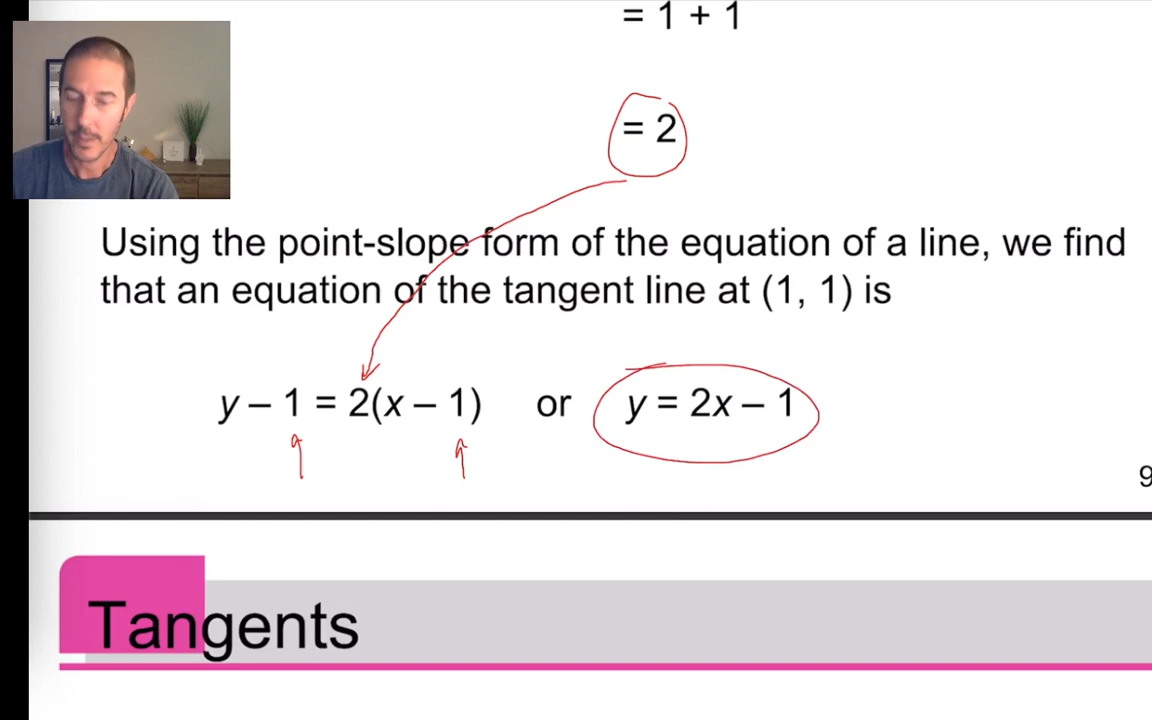 = 1 + 1
= 2
Using the point-slope form of the equation of a line, we find
that an equation of the tangent line at (1, 1) is
y – 1 = 2(x – 1) or y = 2x – 1
9
Tangents